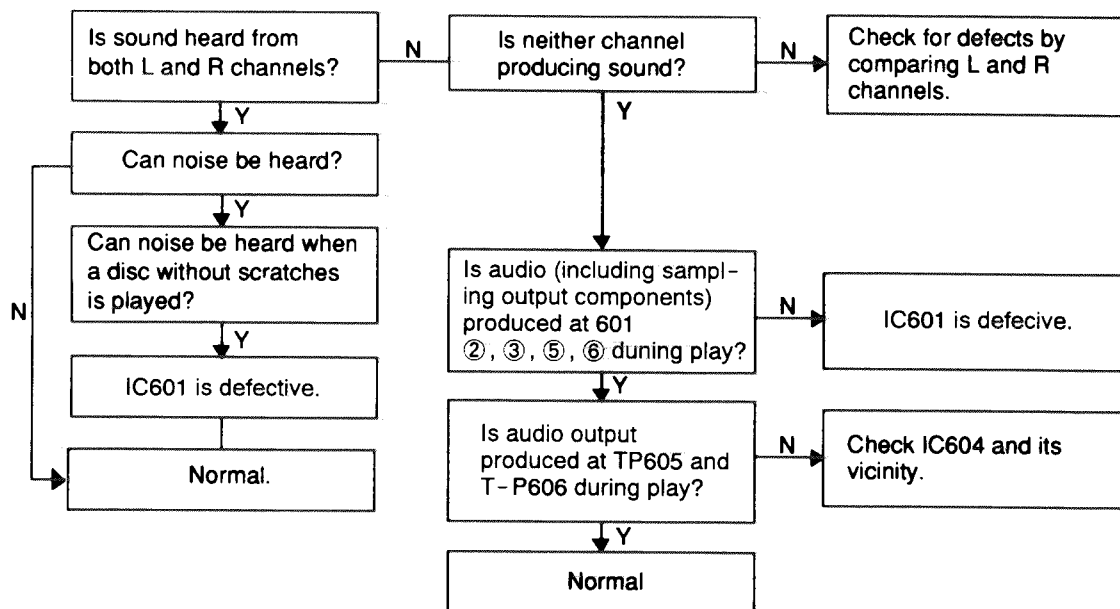 Is sound heard from
both L and R channels?
N
Is neither channel
producing sound?
N
Check for defects by
comparing L and R
channels.
Y
Y
Can noise be heard?
Y
Can noise be heard when
a disc without scratches
is played?
N
Y
IC601 is defective.
Normal.
Is audio (including sampl-
ing output components)
produced at 601
②, ③, ⑤, ⑥ duning play?
N
IC601 is defecive.
Y
Is audio output
produced at TP605 and
T-P606 during play?
N
Check IC604 and its
vicinity.
Y
Normal